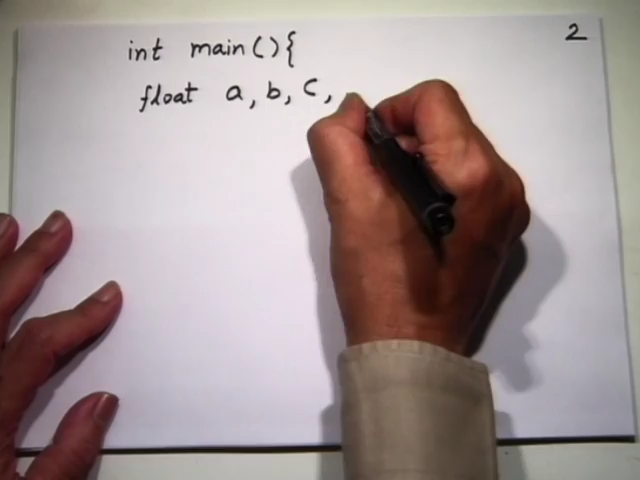 2
int main(){
float a, b, c,